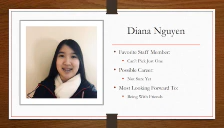 Diana Nguyen
• Favorite Staff Member:
• Can't Pick Just One
• Possible Career:
• Not Sure Yet
• Most Looking Forward To:
• Being With Friends